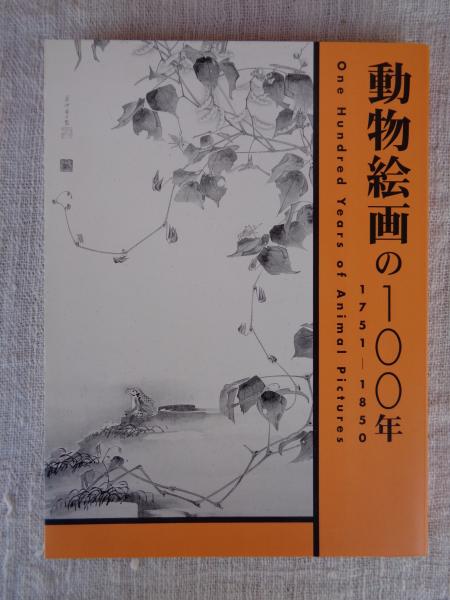 動物絵画の100年
1751–1850
One Hundred Years of Animal Pictures